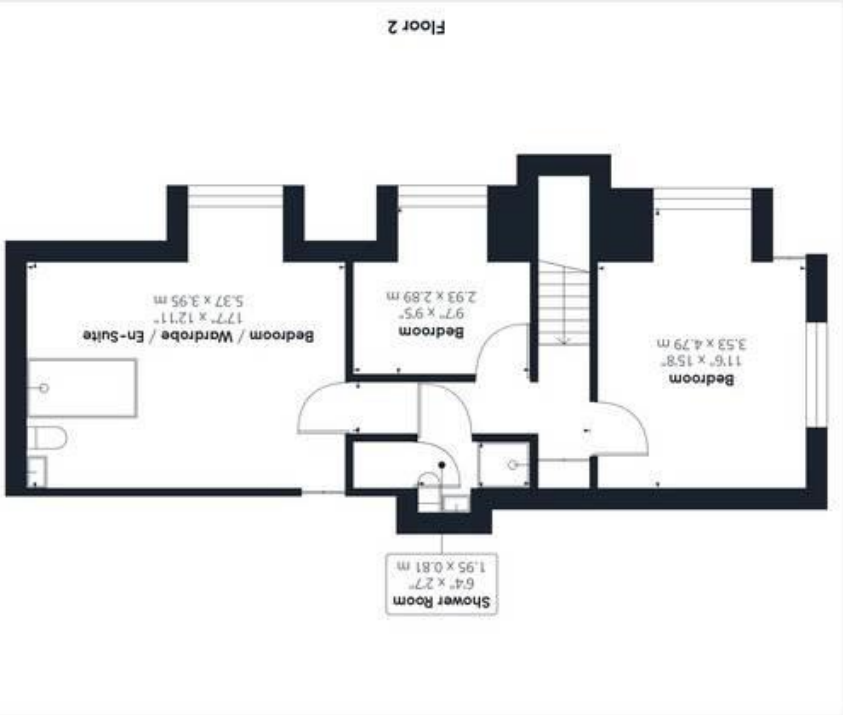 Shower Room
6'4" x 2'7"
1.95 x 0.81 m
Bedroom
11'6" x 15'8"
3.53 x 4.79 m
Bedroom
9'7" x 9'5"
2.93 x 2.89 m
Bedroom / Wardrobe / En-Suite
17'7" x 12'11"
5.37 x 3.95 m
Floor 2